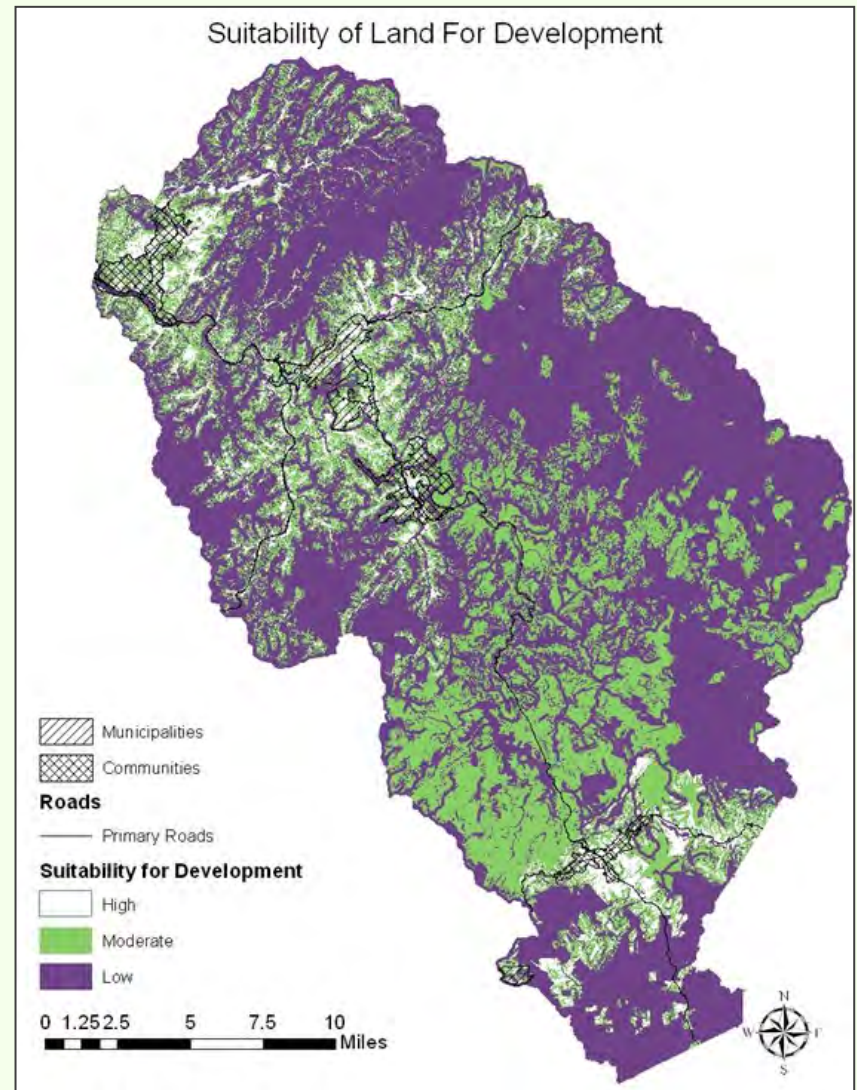 Suitability of Land For Development
Municipalities
Communities
Roads
Primary Roads
Suitability for Development
High
Moderate
Low
0 1.25 2.5 5 7.5 10
Miles
N
W E
S